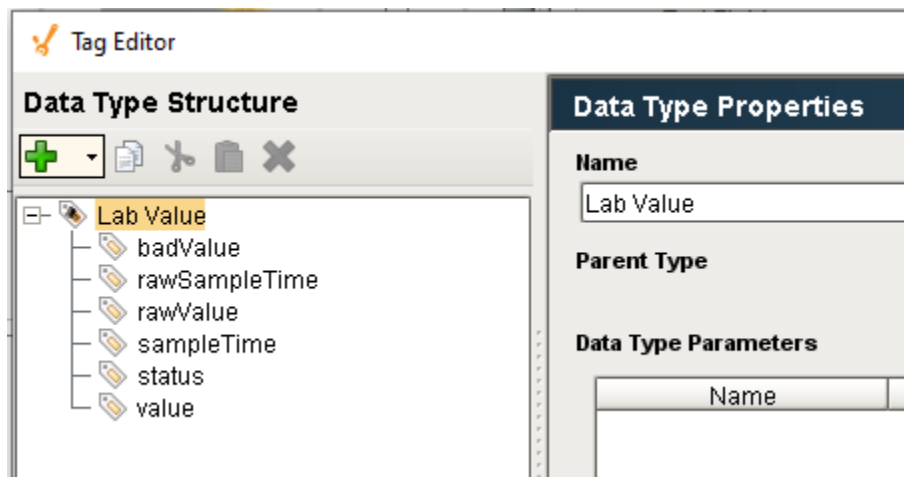 Tag Editor
Data Type Structure
Lab Value
badValue
rawSampleTime
rawValue
sampleTime
status
value
Data Type Properties
Name
Lab Value
Parent Type
Data Type Parameters
Name